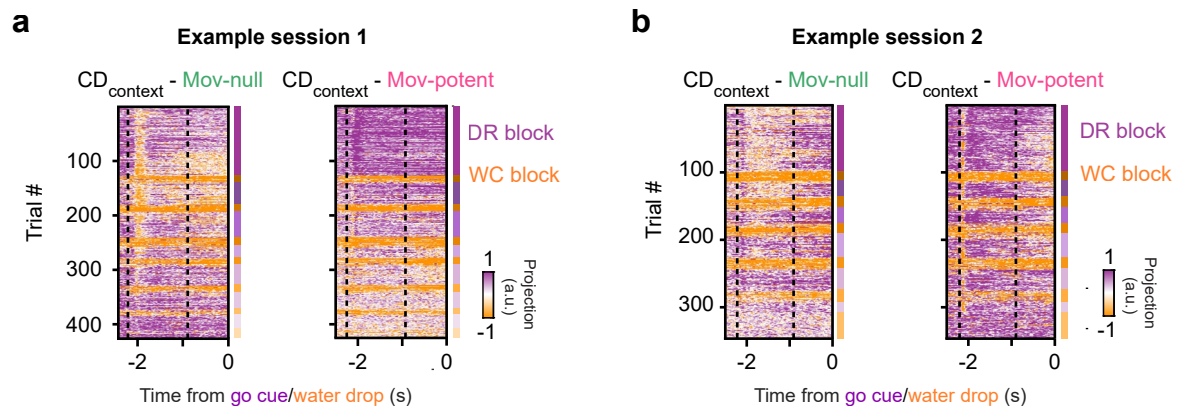 a
Example session 1
CDcontext - Mov-null
CDcontext - Mov-potent
Trial #
100
200
300
400
-2
0
-2
0
DR block
WC block
1
-1
Projection
(a.u.)
Time from go cue/water drop (s)
b
Example session 2
CDcontext - Mov-null
CDcontext - Mov-potent
Trial #
100
200
300
-2
0
-2
0
DR block
WC block
1
-1
Projection
(a.u.)
Time from go cue/water drop (s)